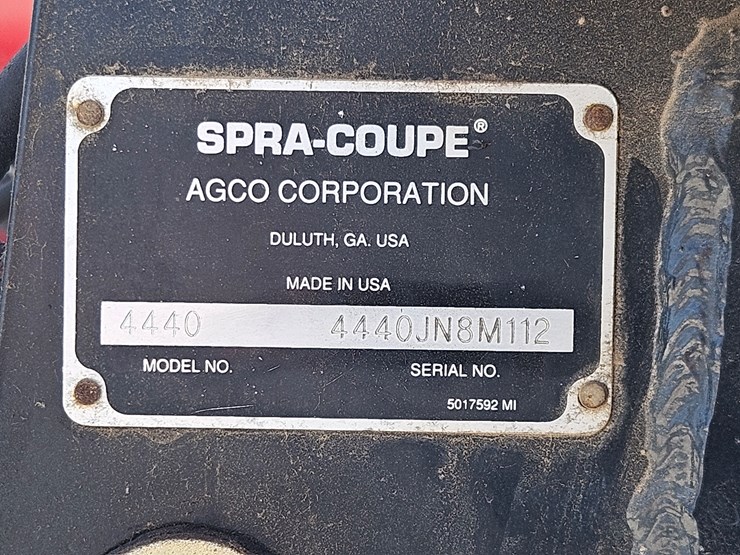 SPRA-COUPE®
AGCO CORPORATION
DULUTH, GA. USA
MADE IN USA
4440 4440JN8M112
MODEL NO. SERIAL NO.
5017592 MI